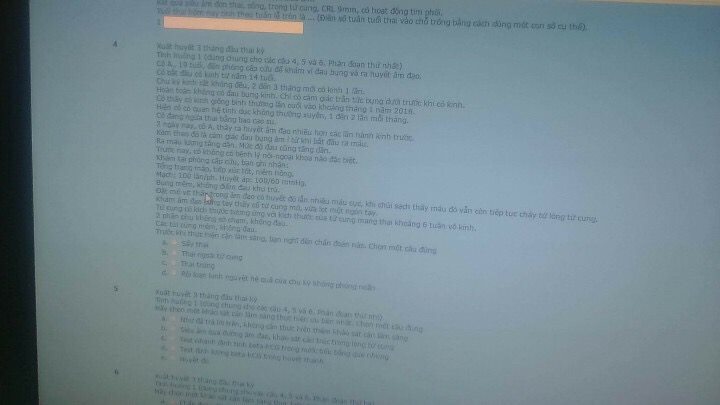 Kết quả siêu âm đơn thai, sống, trong tử cung, CRL 9mm, có hoạt động tim phôi.
Tuổi thai hôm nay tính theo tuần lễ tròn là ... (Điền số tuần tuổi thai vào chỗ trống bằng cách dùng một con số cụ thể).
4
Xuất huyết 3 tháng đầu thai kỳ
Tình huống 1 (dùng chung cho các câu 4, 5 và 6. Phân đoạn thứ nhất)
Cô A., 19 tuổi, đến phòng cấp cứu để khám vì đau bụng và ra huyết âm đạo.
Cô bắt đầu có kinh từ năm 14 tuổi.
Chu kỳ kinh rất không đều, 2 đến 3 tháng mới có kinh 1 lần.
Hoàn toàn không có đau bụng kinh. Chỉ có cảm giác trằn tức bụng dưới trước khi có kinh.
Cô thấy có kinh giống bình thường lần cuối vào khoảng tháng 1 năm 2018.
Hiện cô có quan hệ tình dục không thường xuyên, 1 đến 2 lần mỗi tháng.
Cô đang ngừa thai bằng bao cao su.
2 ngày nay, cô A. thấy ra huyết âm đạo nhiều hơn các lần hành kinh trước.
Kèm theo đó là cảm giác đau bụng âm ỉ từ khi bắt đầu ra máu.
Ra máu lượng tăng dần. Mức độ đau cũng tăng dần.
Trước nay, cô không có bệnh lý nội-ngoại khoa nào đặc biệt.
Khám tại phòng cấp cứu, bạn ghi nhận:
Tổng trạng mập, tiếp xúc tốt, niêm hồng.
Mạch: 100 lần/ph. Huyết áp: 100/60 mmHg.
Bụng mềm, không điểm đau khu trú.
Đặt mỏ vịt thấy trong âm đạo có huyết đỏ lẫn nhiều máu cục, khi chùi sạch thấy máu đỏ vẫn còn tiếp tục chảy từ lòng tử cung.
Khám âm đạo bằng tay thấy cổ tử cung mở, vừa lọt một ngón tay.
Tử cung có kích thước tương ứng với kích thước của tử cung mang thai khoảng 6 tuần vô kinh.
2 phần phụ không có chạm, không đau.
Các túi cùng mềm, không đau.
Trước khi thực hiện cận lâm sàng, bạn nghĩ đến chẩn đoán nào. Chọn một câu đúng
a. Sẩy thai
b. Thai ngoài tử cung
c. Thai trứng
d. Rối loạn kinh nguyệt hệ quả của chu kỳ không phóng noãn
5
Xuất huyết 3 tháng đầu thai kỳ
Tình huống 1 (dùng chung cho các câu 4, 5 và 6. Phân đoạn thứ nhì)
Hãy chọn một khảo sát cận lâm sàng thực hiện ưu tiên nhất. Chọn một câu đúng
a. Như đã trả lời trên, không cần thực hiện thêm khảo sát cận lâm sàng
b. Siêu âm qua đường âm đạo, khảo sát cấu trúc trong lòng tử cung
c. Test nhanh định tính beta-hCG trong nước tiểu bằng que nhúng
d. Test định lượng beta-hCG trong huyết thanh
e. Huyết đồ
6
Xuất huyết 3 tháng đầu thai kỳ
Tình huống 1 (dùng chung cho các câu 4, 5 và 6. Phân đoạn thứ ba)
Hãy chọn một khảo sát cận lâm sàng thực hiện